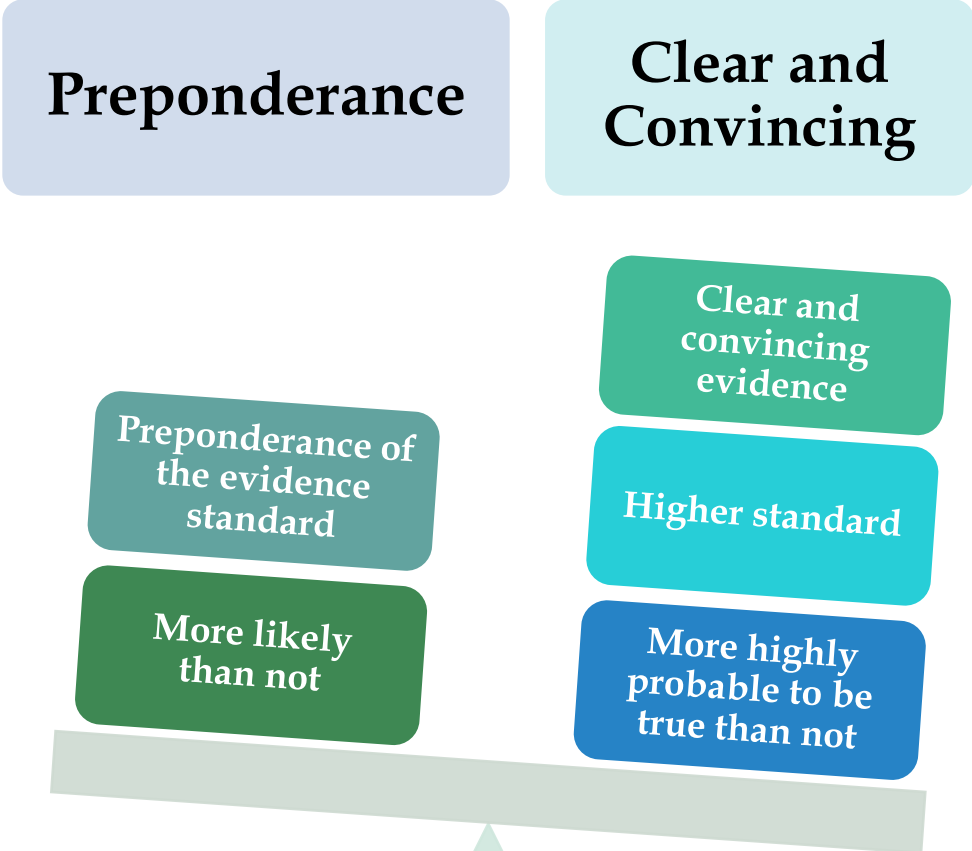 Preponderance
Clear and
Convincing
Preponderance of
the evidence
standard
More likely
than not
Clear and
convincing
evidence
Higher standard
More highly
probable to be
true than not